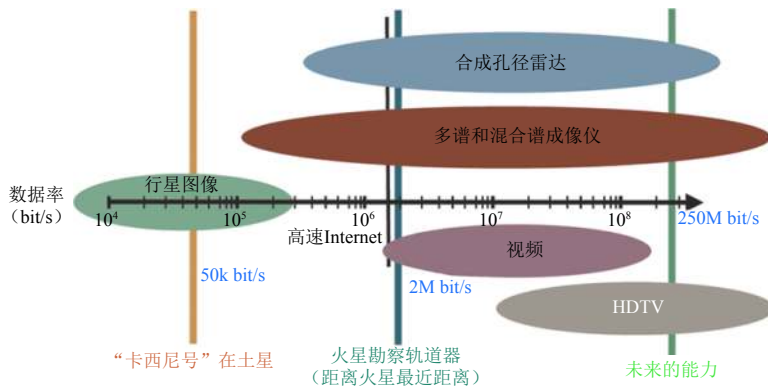 合成孔径雷达
多谱和混合谱成像仪
行星图像
数据率
（bit/s）
10⁴
10⁵
10⁶
10⁷
10⁸
高速Internet
250M bit/s
视频
50k bit/s
2M bit/s
HDTV
“卡西尼号”在土星
火星勘察轨道器
（距离火星最近距离）
未来的能力